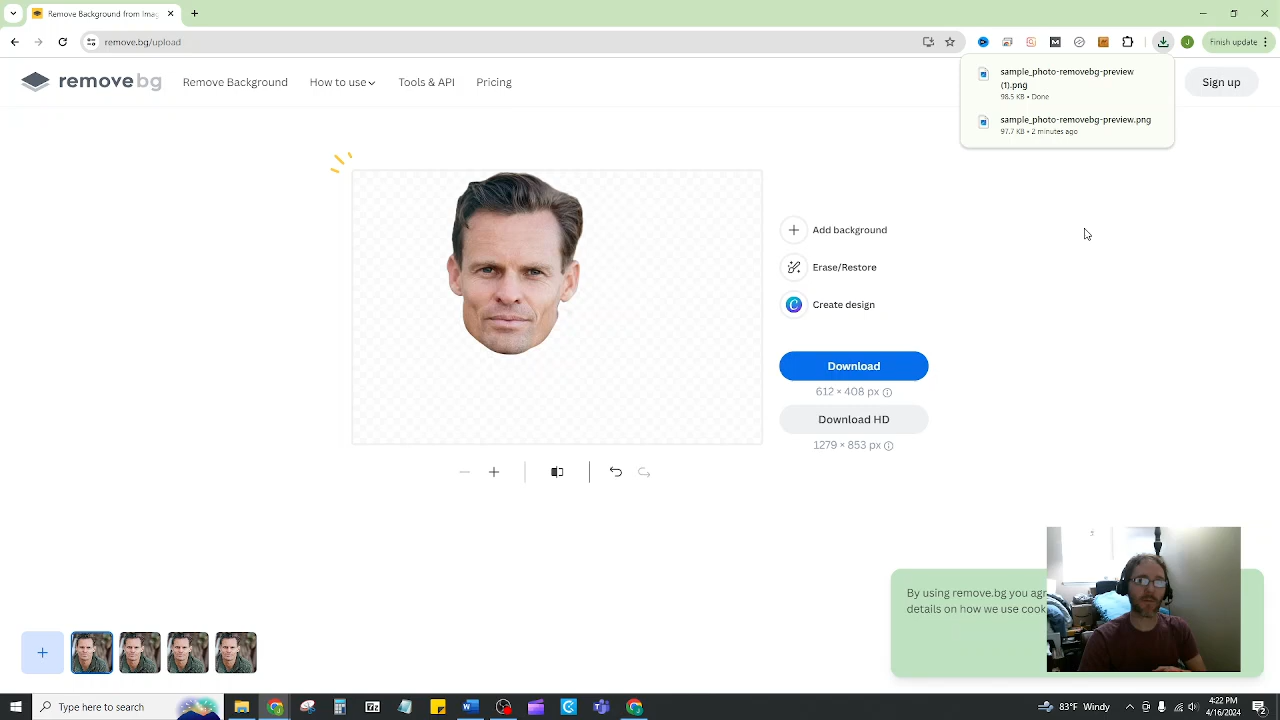 Remove Background from Imag
remove.bg/upload
Finish update
J
removebg
Remove Background
How to use
Tools & API
Pricing
Sign up
sample_photo-removebg-preview
(1).png
98.5 KB • Done
sample_photo-removebg-preview.png
97.7 KB • 2 minutes ago
Add background
Erase/Restore
Create design
Download
612 × 408 px
Download HD
1279 × 853 px
By using remove.bg you agr
details on how we use cook
Type here to search
83°F Windy
4:22 PM
4/16/2024